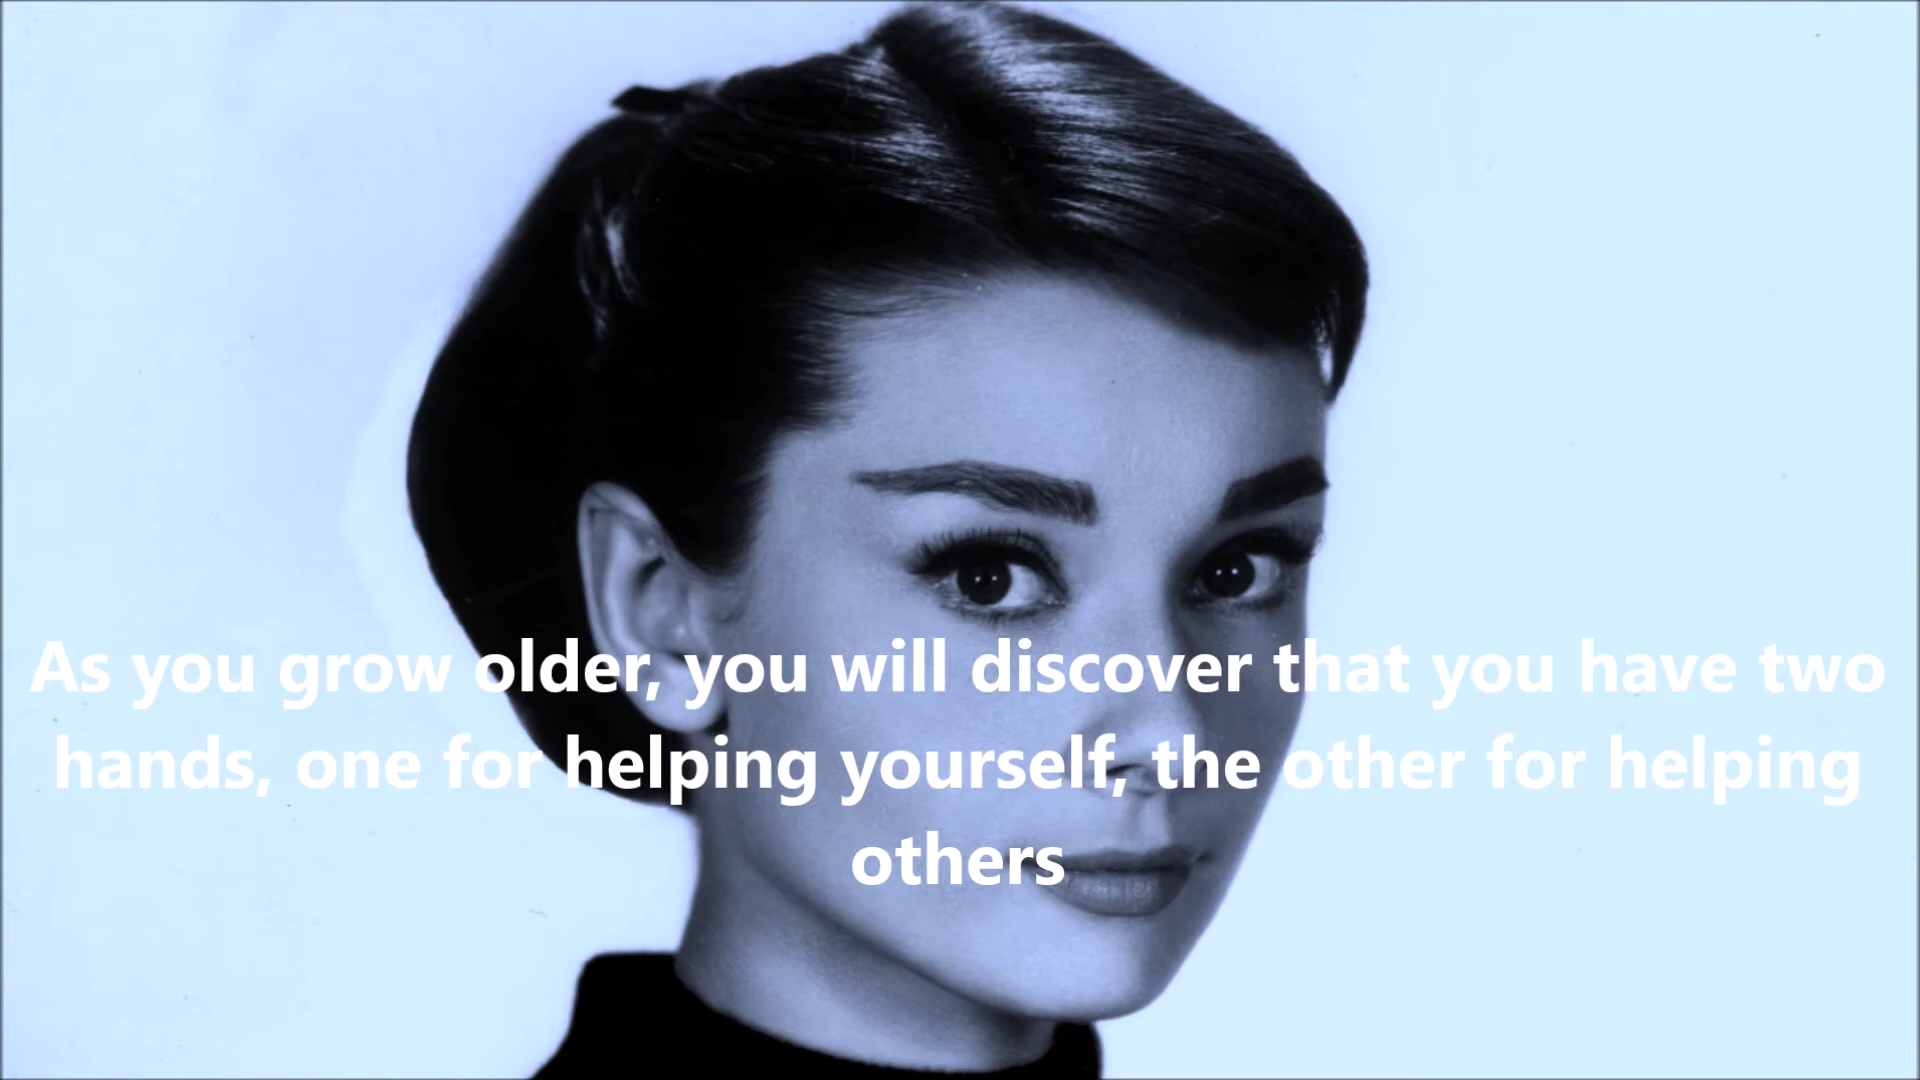 As you grow older, you will discover that you have two
hands, one for helping yourself, the other for helping
others